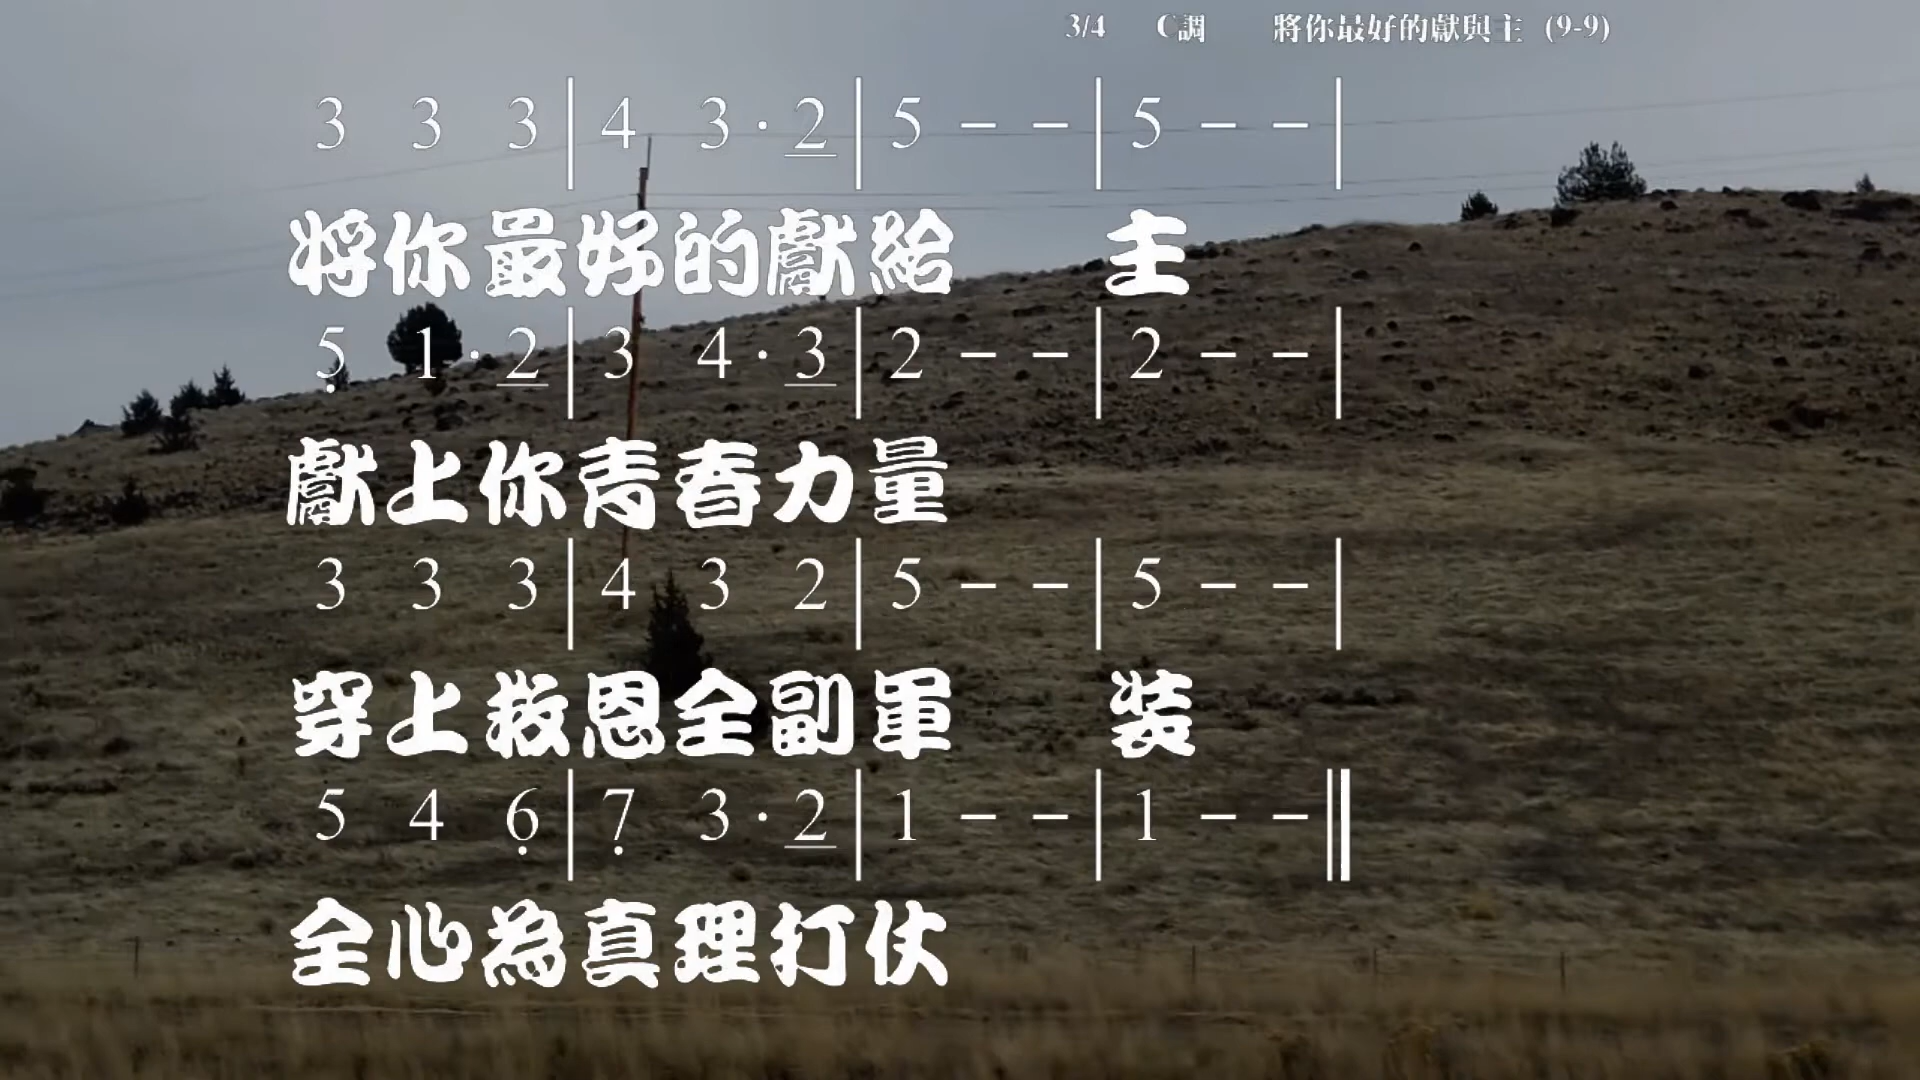 3/4 C調 將你最好的獻與主 (9-9)
3 3 3 | 4 3 · 2 | 5 - - | 5 - - |
將你最好的獻給 主
5 1 · 2 | 3 4 · 3 | 2 - - | 2 - - |
獻上你青春力量
3 3 3 | 4 3 2 | 5 - - | 5 - - |
穿上救恩全副軍 裝
5 4 6 | 7 3 · 2 | 1 - - | 1 - - ‖
全心為真理打仗